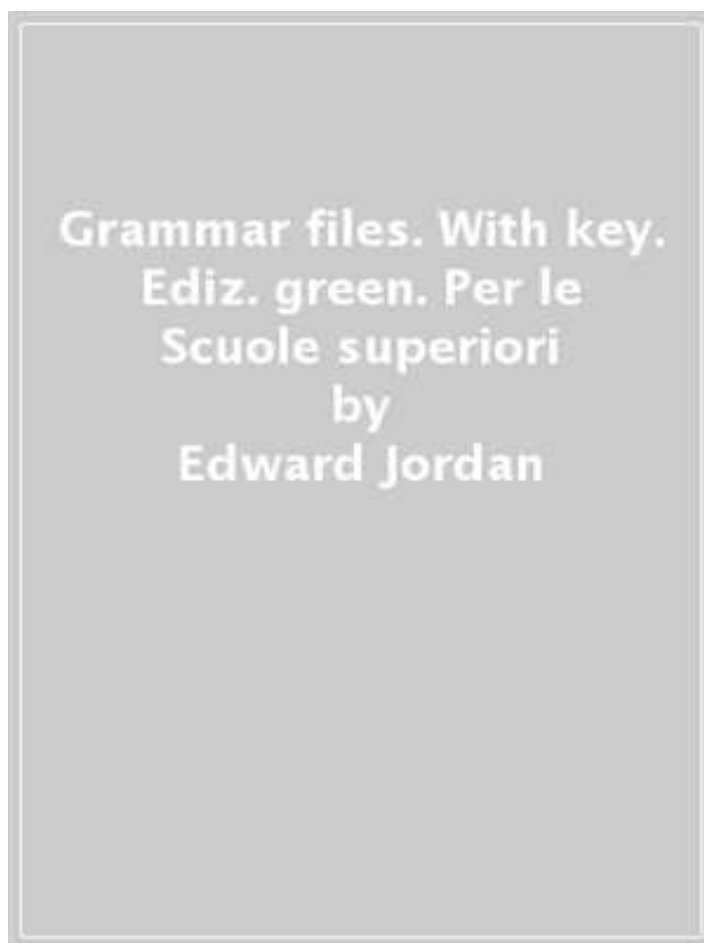 Grammar files. With key.
Ediz. green. Per le
Scuole superiori
by
Edward Jordan